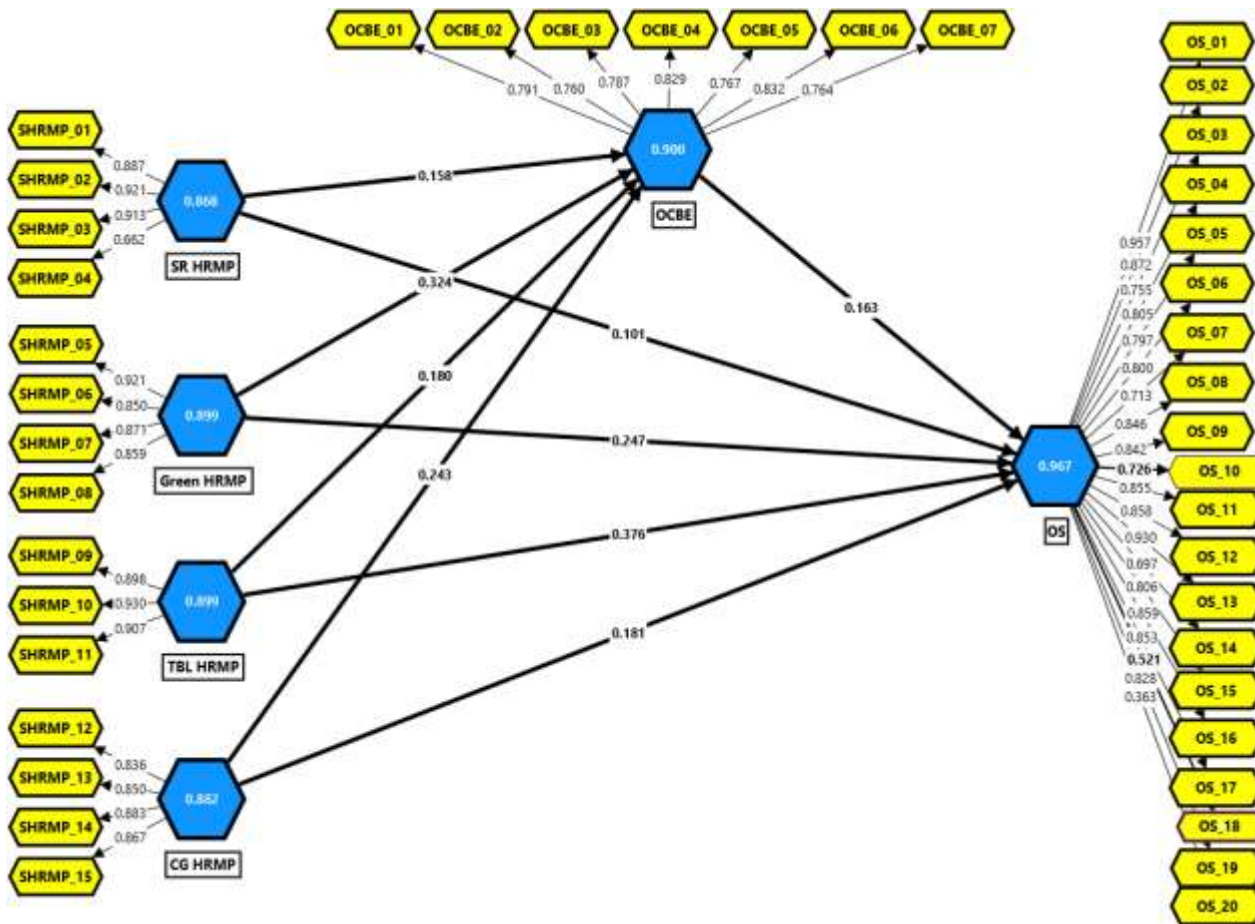 OCBE_01
OCBE_02
OCBE_03
OCBE_04
OCBE_05
OCBE_06
OCBE_07
0.791
0.760
0.787
0.829
0.767
0.832
0.764
0.900
OCBE
SHRMP_01
SHRMP_02
SHRMP_03
SHRMP_04
0.887
0.921
0.913
0.662
0.868
SR HRMP
SHRMP_05
SHRMP_06
SHRMP_07
SHRMP_08
0.921
0.850
0.871
0.859
0.899
Green HRMP
SHRMP_09
SHRMP_10
SHRMP_11
0.898
0.930
0.907
0.899
TBL HRMP
SHRMP_12
SHRMP_13
SHRMP_14
SHRMP_15
0.836
0.850
0.883
0.867
0.882
CG HRMP
0.158
0.324
0.180
0.243
0.101
0.247
0.376
0.181
0.163
0.967
OS
0.957
0.872
0.755
0.805
0.797
0.800
0.713
0.846
0.842
0.726
0.855
0.858
0.930
0.697
0.806
0.859
0.853
0.521
0.828
0.363
OS_01
OS_02
OS_03
OS_04
OS_05
OS_06
OS_07
OS_08
OS_09
OS_10
OS_11
OS_12
OS_13
OS_14
OS_15
OS_16
OS_17
OS_18
OS_19
OS_20